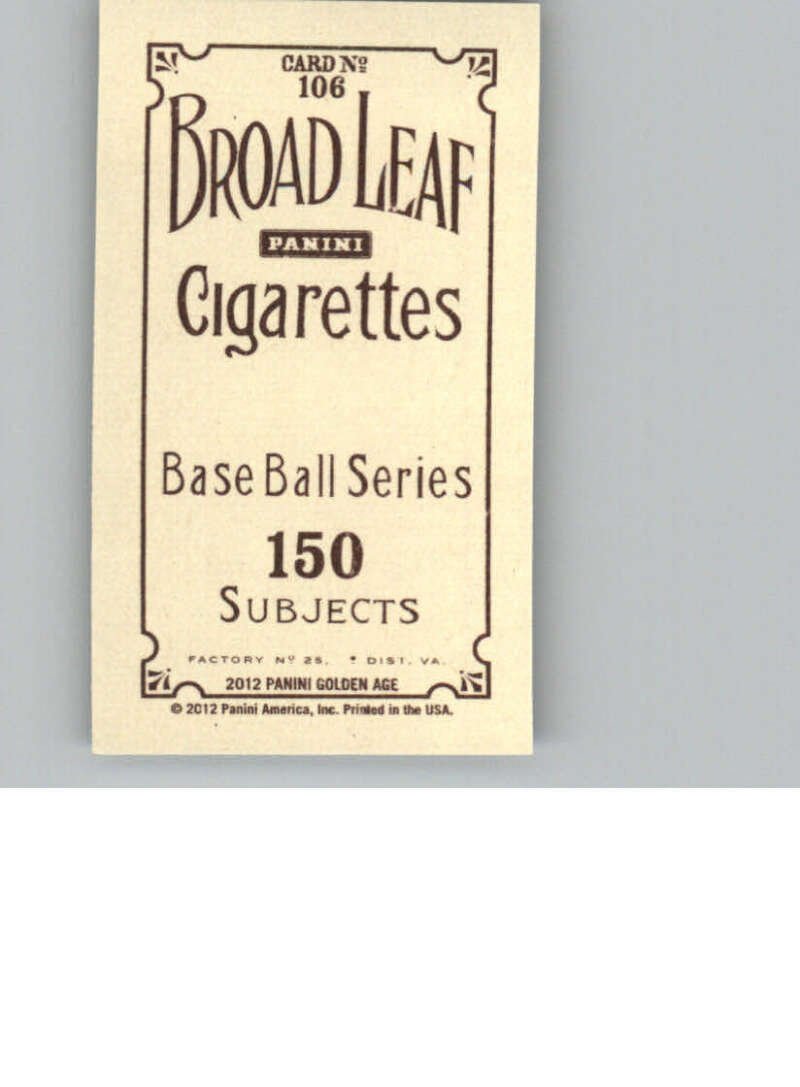 CARD Nº
106
BROAD LEAF
PANINI
Cigarettes
Base Ball Series
150
SUBJECTS
FACTORY Nº 25. DIST. VA.
2012 PANINI GOLDEN AGE
© 2012 Panini America, Inc. Printed in the USA.